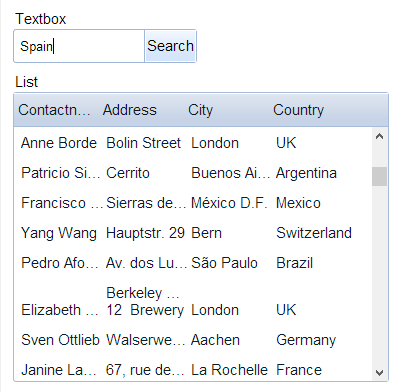 Textbox
Spain Search
List
Contactn... Address City Country
Anne Borde Bolin Street London UK
Patricio Si... Cerrito Buenos Ai... Argentina
Francisco ... Sierras de... México D.F. Mexico
Yang Wang Hauptstr. 29 Bern Switzerland
Pedro Afo... Av. dos Lu... São Paulo Brazil
Berkeley ...
Elizabeth ... 12 Brewery London UK
Sven Ottlieb Walserwe... Aachen Germany
Janine La... 67, rue de... La Rochelle France